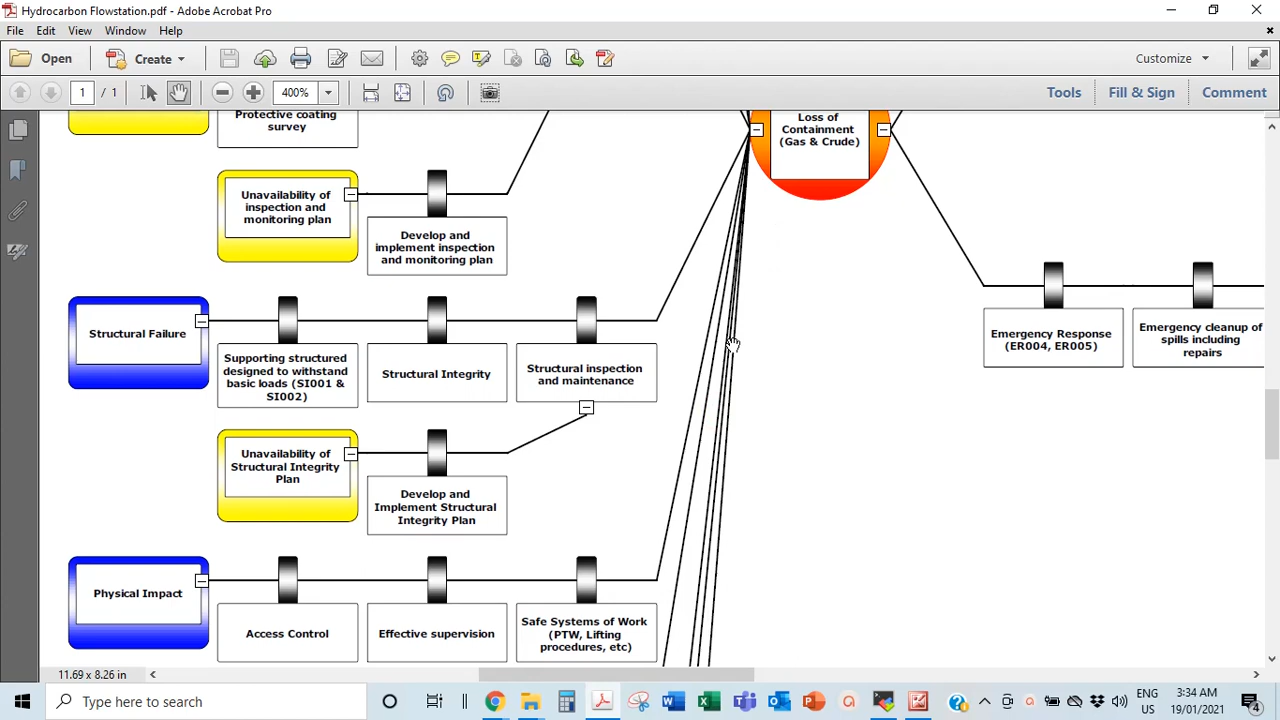 Hydrocarbon Flowstation.pdf - Adobe Acrobat Pro
File Edit View Window Help
Open
Create
Customize
1 / 1
400%
Tools
Fill & Sign
Comment
Protective coating
survey
Loss of
Containment
(Gas & Crude)
Unavailability of
inspection and
monitoring plan
Develop and
implement inspection
and monitoring plan
Emergency Response
(ER004, ER005)
Emergency cleanup of
spills including
repairs
Structural Failure
Supporting structured
designed to withstand
basic loads (SI001 &
SI002)
Structural Integrity
Structural inspection
and maintenance
Unavailability of
Structural Integrity
Plan
Develop and
Implement Structural
Integrity Plan
Physical Impact
Access Control
Effective supervision
Safe Systems of Work
(PTW, Lifting
procedures, etc)
11.69 x 8.26 in
Type here to search
ENG
US
3:34 AM
19/01/2021
4